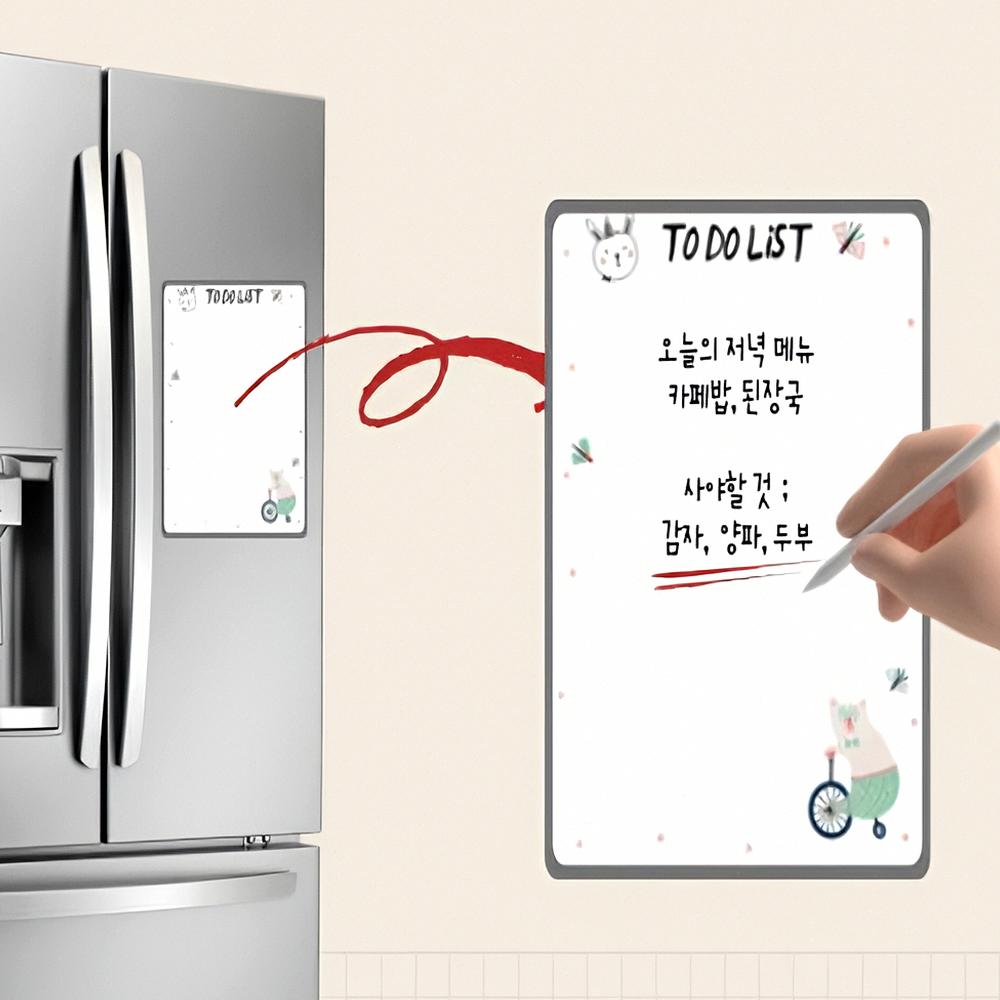 TO DO LIST
TO DO LIST
오늘의 저녁 메뉴
카페밥, 된장국
사야할 것 ;
감자, 양파, 두부